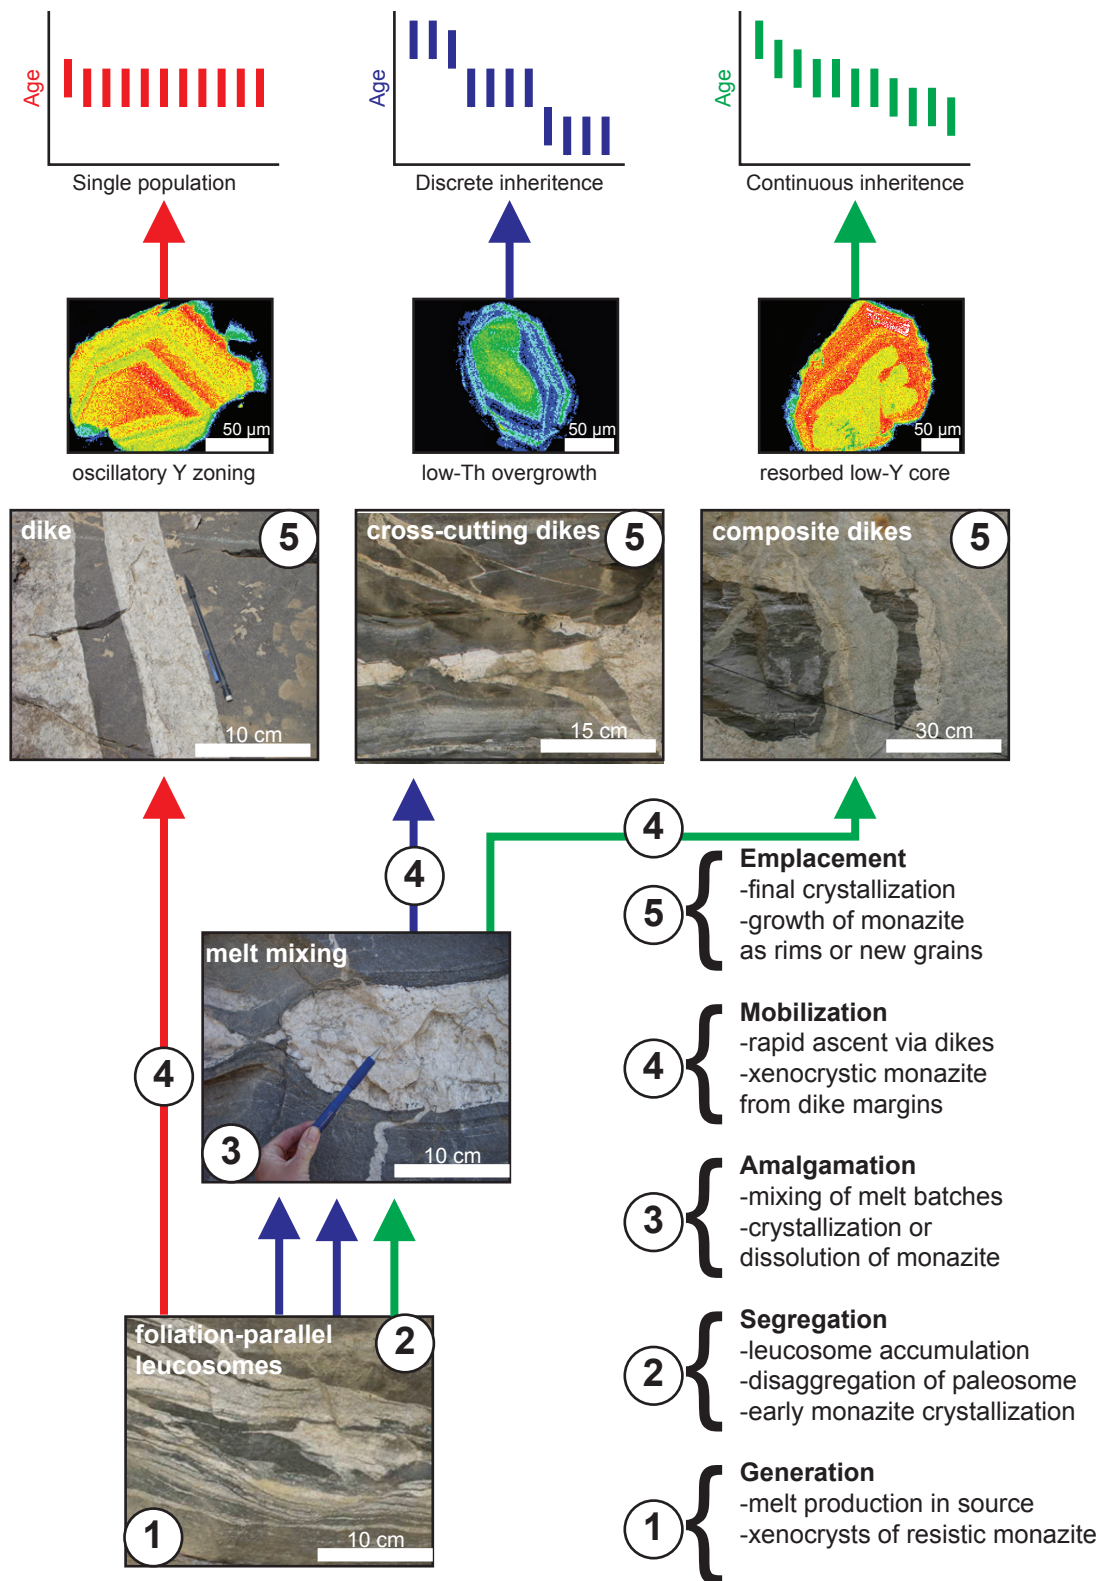 Age
Age
Age
Single population
Discrete inheritence
Continuous inheritence
50 µm
50 µm
50 µm
oscillatory Y zoning
low-Th overgrowth
resorbed low-Y core
dike
5
cross-cutting dikes
5
composite dikes
5
10 cm
15 cm
30 cm
4
4
4
melt mixing
3
10 cm
foliation-parallel
leucosomes
2
1
10 cm
5
Emplacement
-final crystallization
-growth of monazite
as rims or new grains
4
Mobilization
-rapid ascent via dikes
-xenocrystic monazite
from dike margins
3
Amalgamation
-mixing of melt batches
-crystallization or
dissolution of monazite
2
Segregation
-leucosome accumulation
-disaggregation of paleosome
-early monazite crystallization
1
Generation
-melt production in source
-xenocrysts of resistic monazite